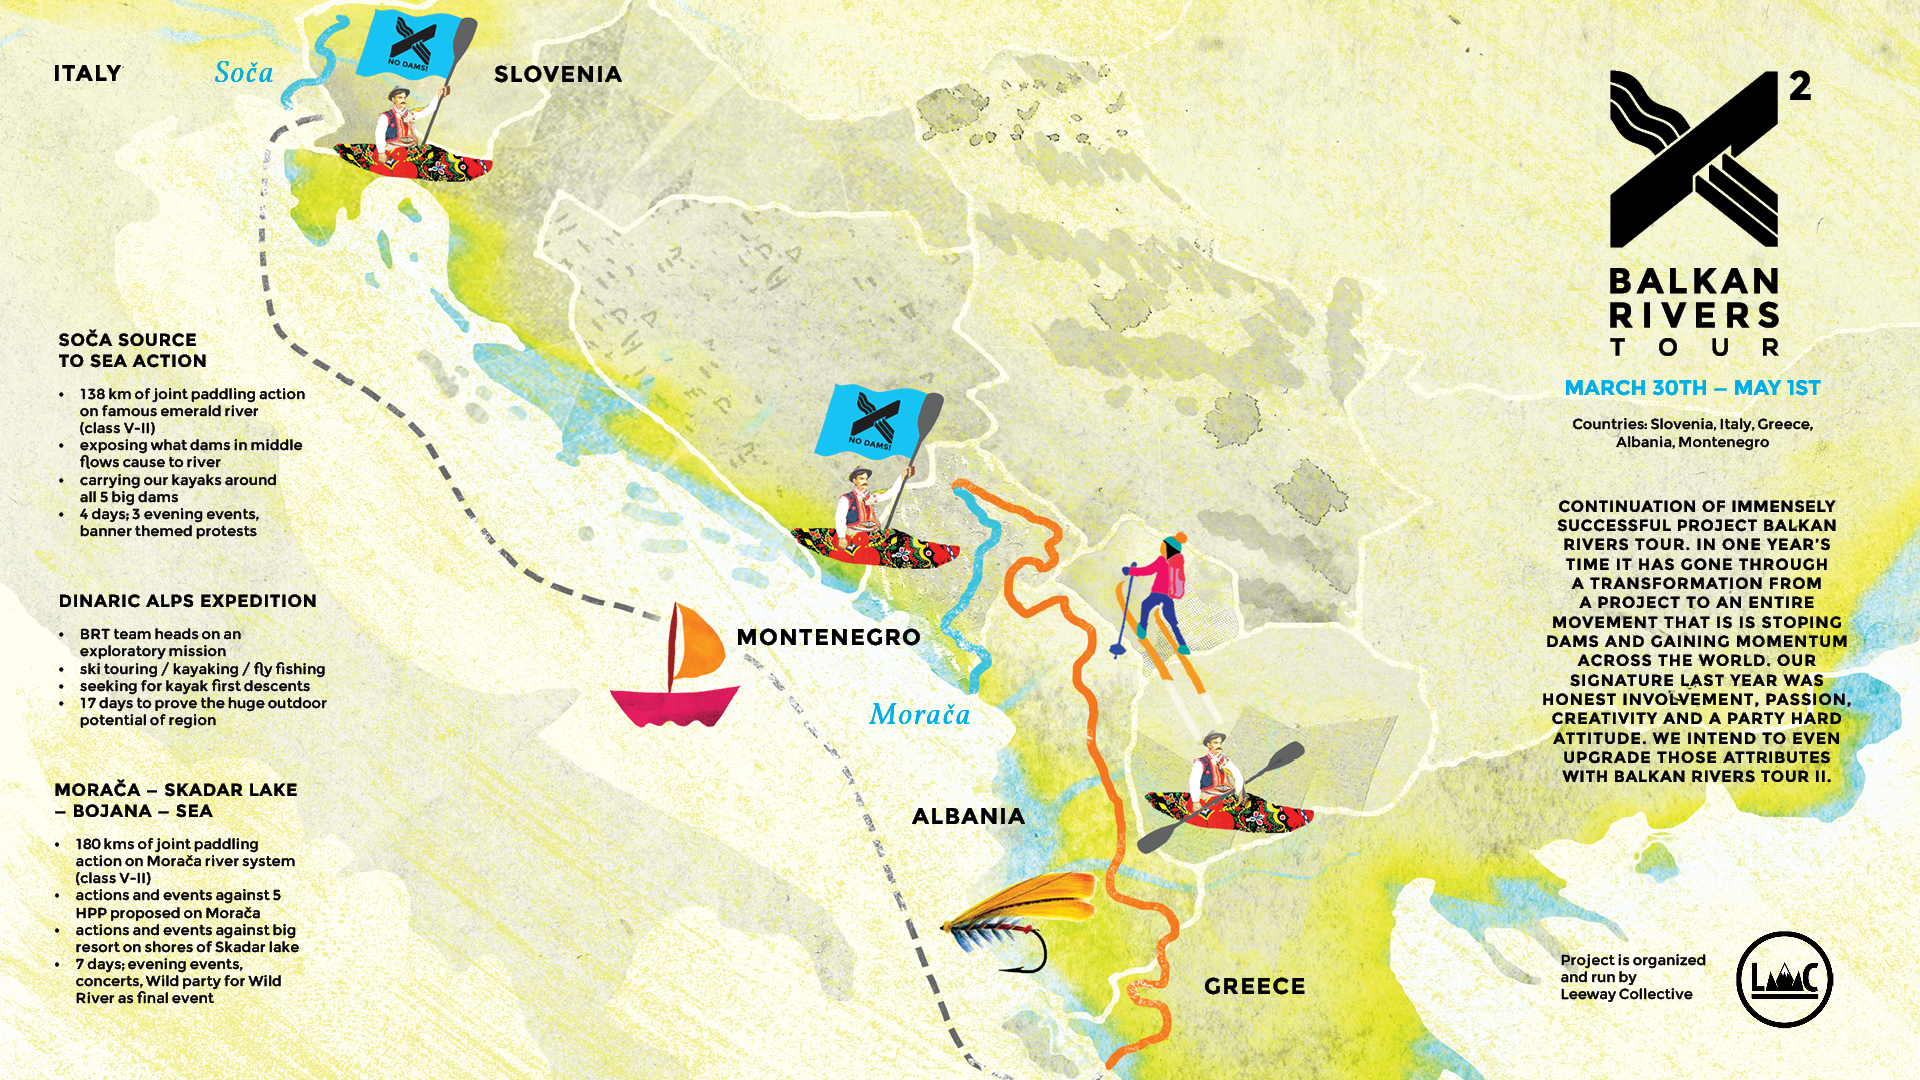 ITALY
Soča
NO DAMS!
SLOVENIA
SOČA SOURCE
TO SEA ACTION
• 138 km of joint paddling action
on famous emerald river
(class V-II)
• exposing what dams in middle
flows cause to river
• carrying our kayaks around
all 5 big dams
• 4 days; 3 evening events,
banner themed protests
DINARIC ALPS EXPEDITION
• BRT team heads on an
exploratory mission
• ski touring / kayaking / fly fishing
• seeking for kayak first descents
• 17 days to prove the huge outdoor
potential of region
MORAČA – SKADAR LAKE
– BOJANA – SEA
• 180 kms of joint paddling
action on Morača river system
(class V-II)
• actions and events against 5
HPP proposed on Morača
• actions and events against big
resort on shores of Skadar lake
• 7 days; evening events,
concerts, Wild party for Wild
River as final event
NO DAMS!
MONTENEGRO
Morača
ALBANIA
GREECE
2
BALKAN
RIVERS
TOUR
MARCH 30TH – MAY 1ST
Countries: Slovenia, Italy, Greece,
Albania, Montenegro
CONTINUATION OF IMMENSELY
SUCCESSFUL PROJECT BALKAN
RIVERS TOUR. IN ONE YEAR'S
TIME IT HAS GONE THROUGH
A TRANSFORMATION FROM
A PROJECT TO AN ENTIRE
MOVEMENT THAT IS IS STOPING
DAMS AND GAINING MOMENTUM
ACROSS THE WORLD. OUR
SIGNATURE LAST YEAR WAS
HONEST INVOLVEMENT, PASSION,
CREATIVITY AND A PARTY HARD
ATTITUDE. WE INTEND TO EVEN
UPGRADE THOSE ATTRIBUTES
WITH BALKAN RIVERS TOUR II.
Project is organized
and run by
Leeway Collective
L C